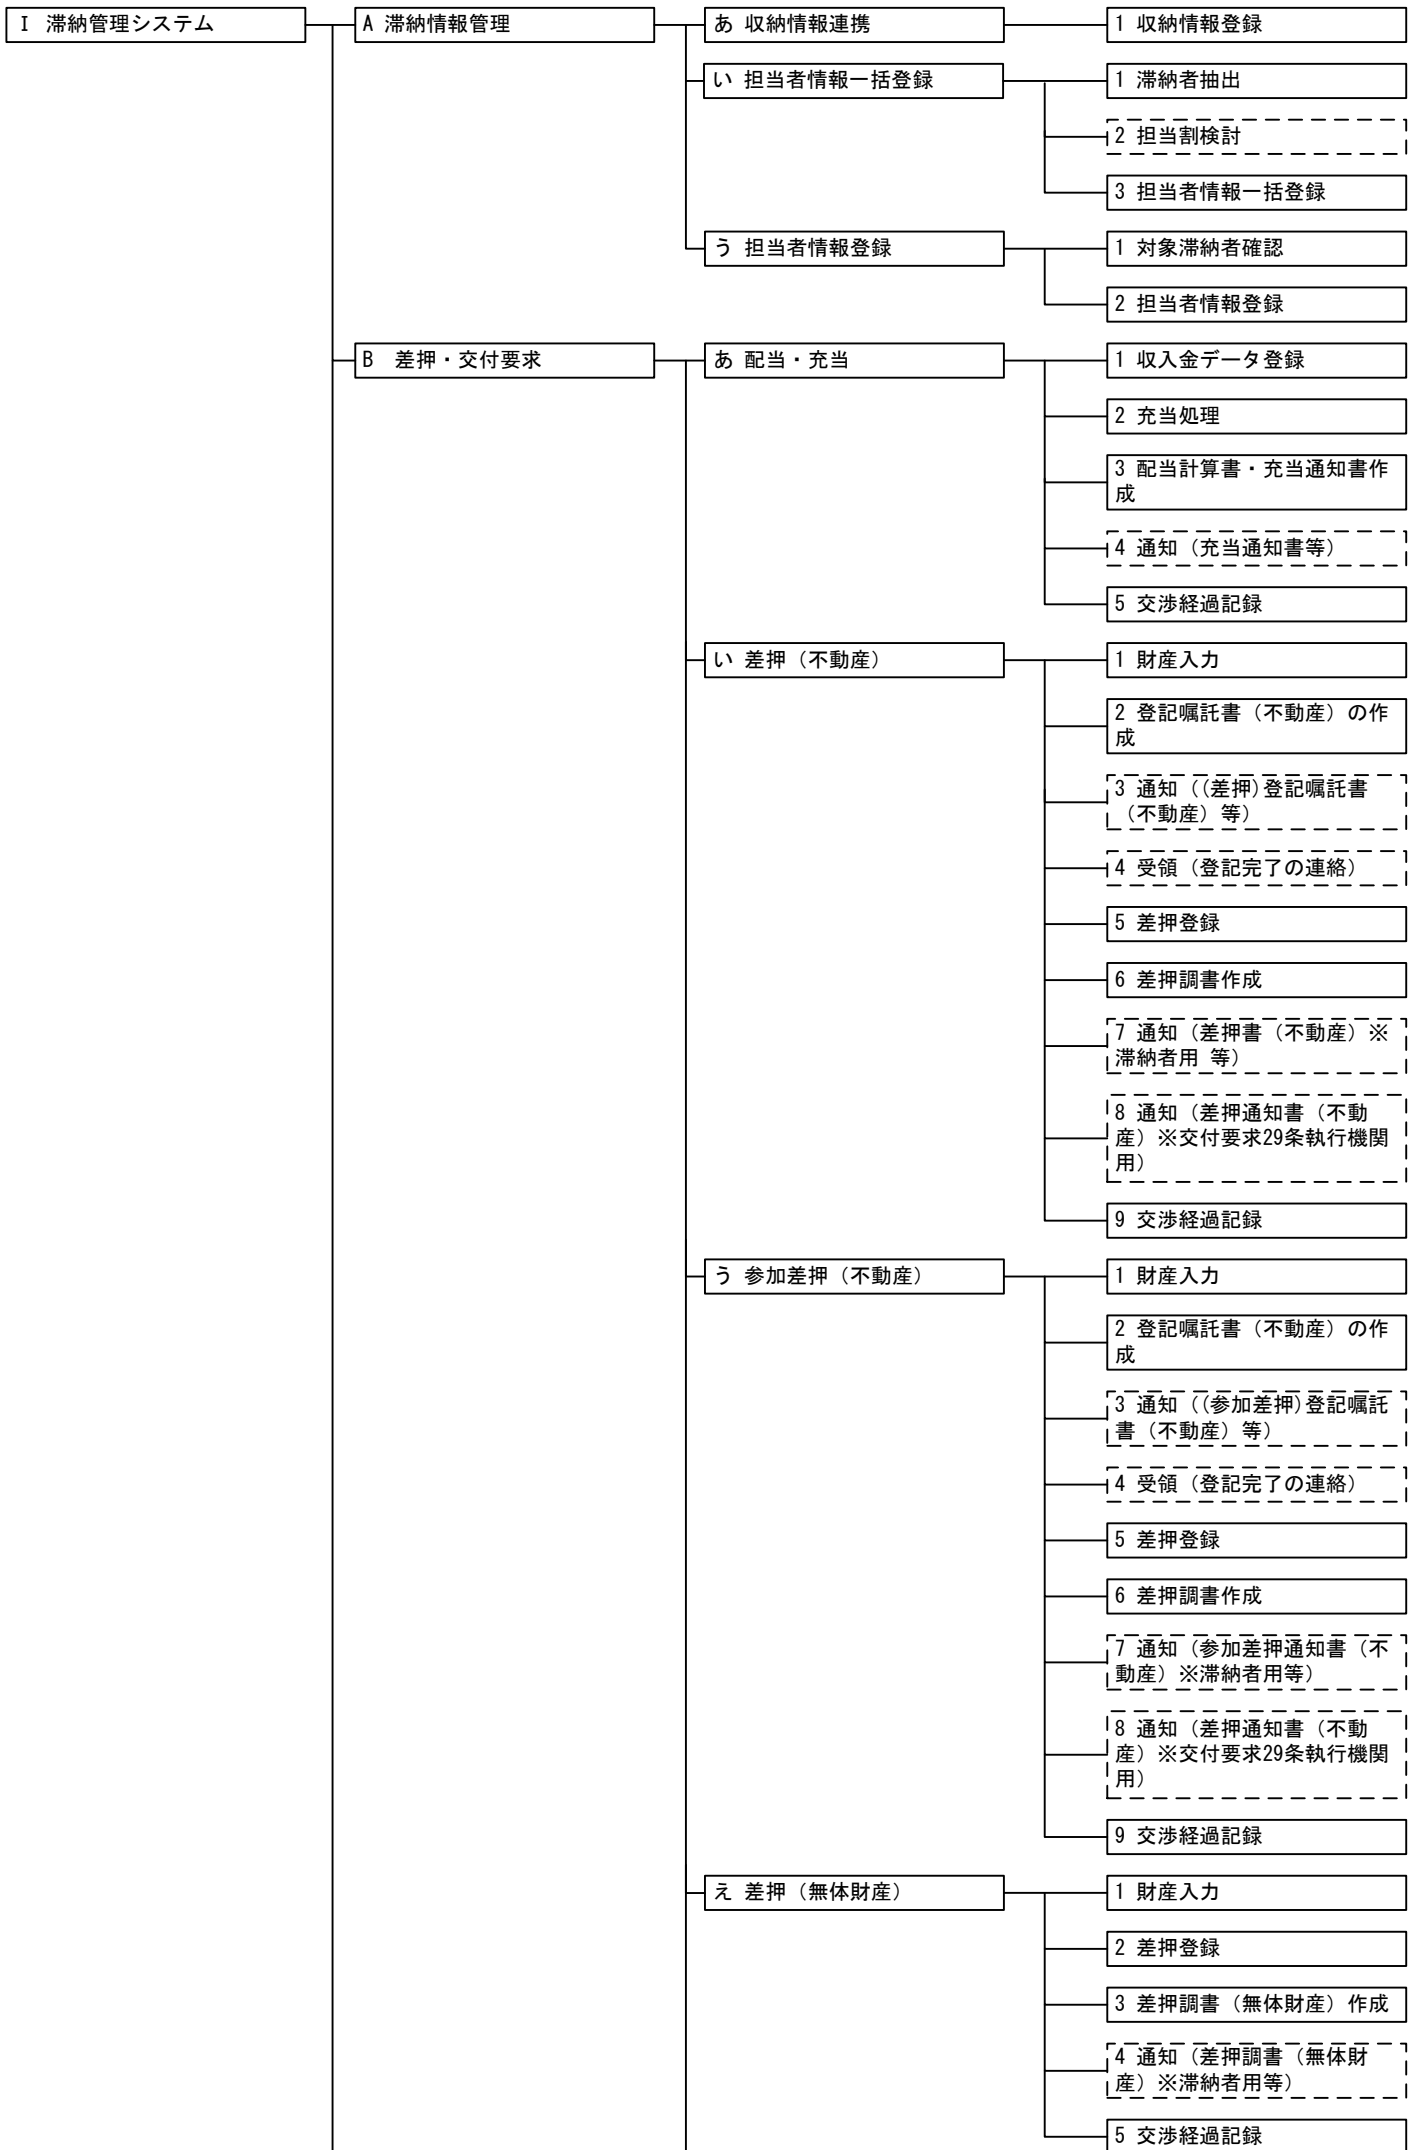 I 滞納管理システム
A 滞納情報管理
あ 収納情報連携
1 収納情報登録
い 担当者情報一括登録
1 滞納者抽出
2 担当割検討
3 担当者情報一括登録
う 担当者情報登録
1 対象滞納者確認
2 担当者情報登録
B 差押・交付要求
あ 配当・充当
1 収入金データ登録
2 充当処理
3 配当計算書・充当通知書作
成
4 通知（充当通知書等）
5 交渉経過記録
い 差押（不動産）
1 財産入力
2 登記嘱託書（不動産）の作
成
3 通知（(差押)登記嘱託書
（不動産）等）
4 受領（登記完了の連絡）
5 差押登録
6 差押調書作成
7 通知（差押書（不動産）※
滞納者用 等）
8 通知（差押通知書（不動
産）※交付要求29条執行機関
用）
9 交渉経過記録
う 参加差押（不動産）
1 財産入力
2 登記嘱託書（不動産）の作
成
3 通知（(参加差押)登記嘱託
書（不動産）等）
4 受領（登記完了の連絡）
5 差押登録
6 差押調書作成
7 通知（参加差押通知書（不
動産）※滞納者用等）
8 通知（差押通知書（不動
産）※交付要求29条執行機関
用）
9 交渉経過記録
え 差押（無体財産）
1 財産入力
2 差押登録
3 差押調書（無体財産）作成
4 通知（差押調書（無体財
産）※滞納者用等）
5 交渉経過記録